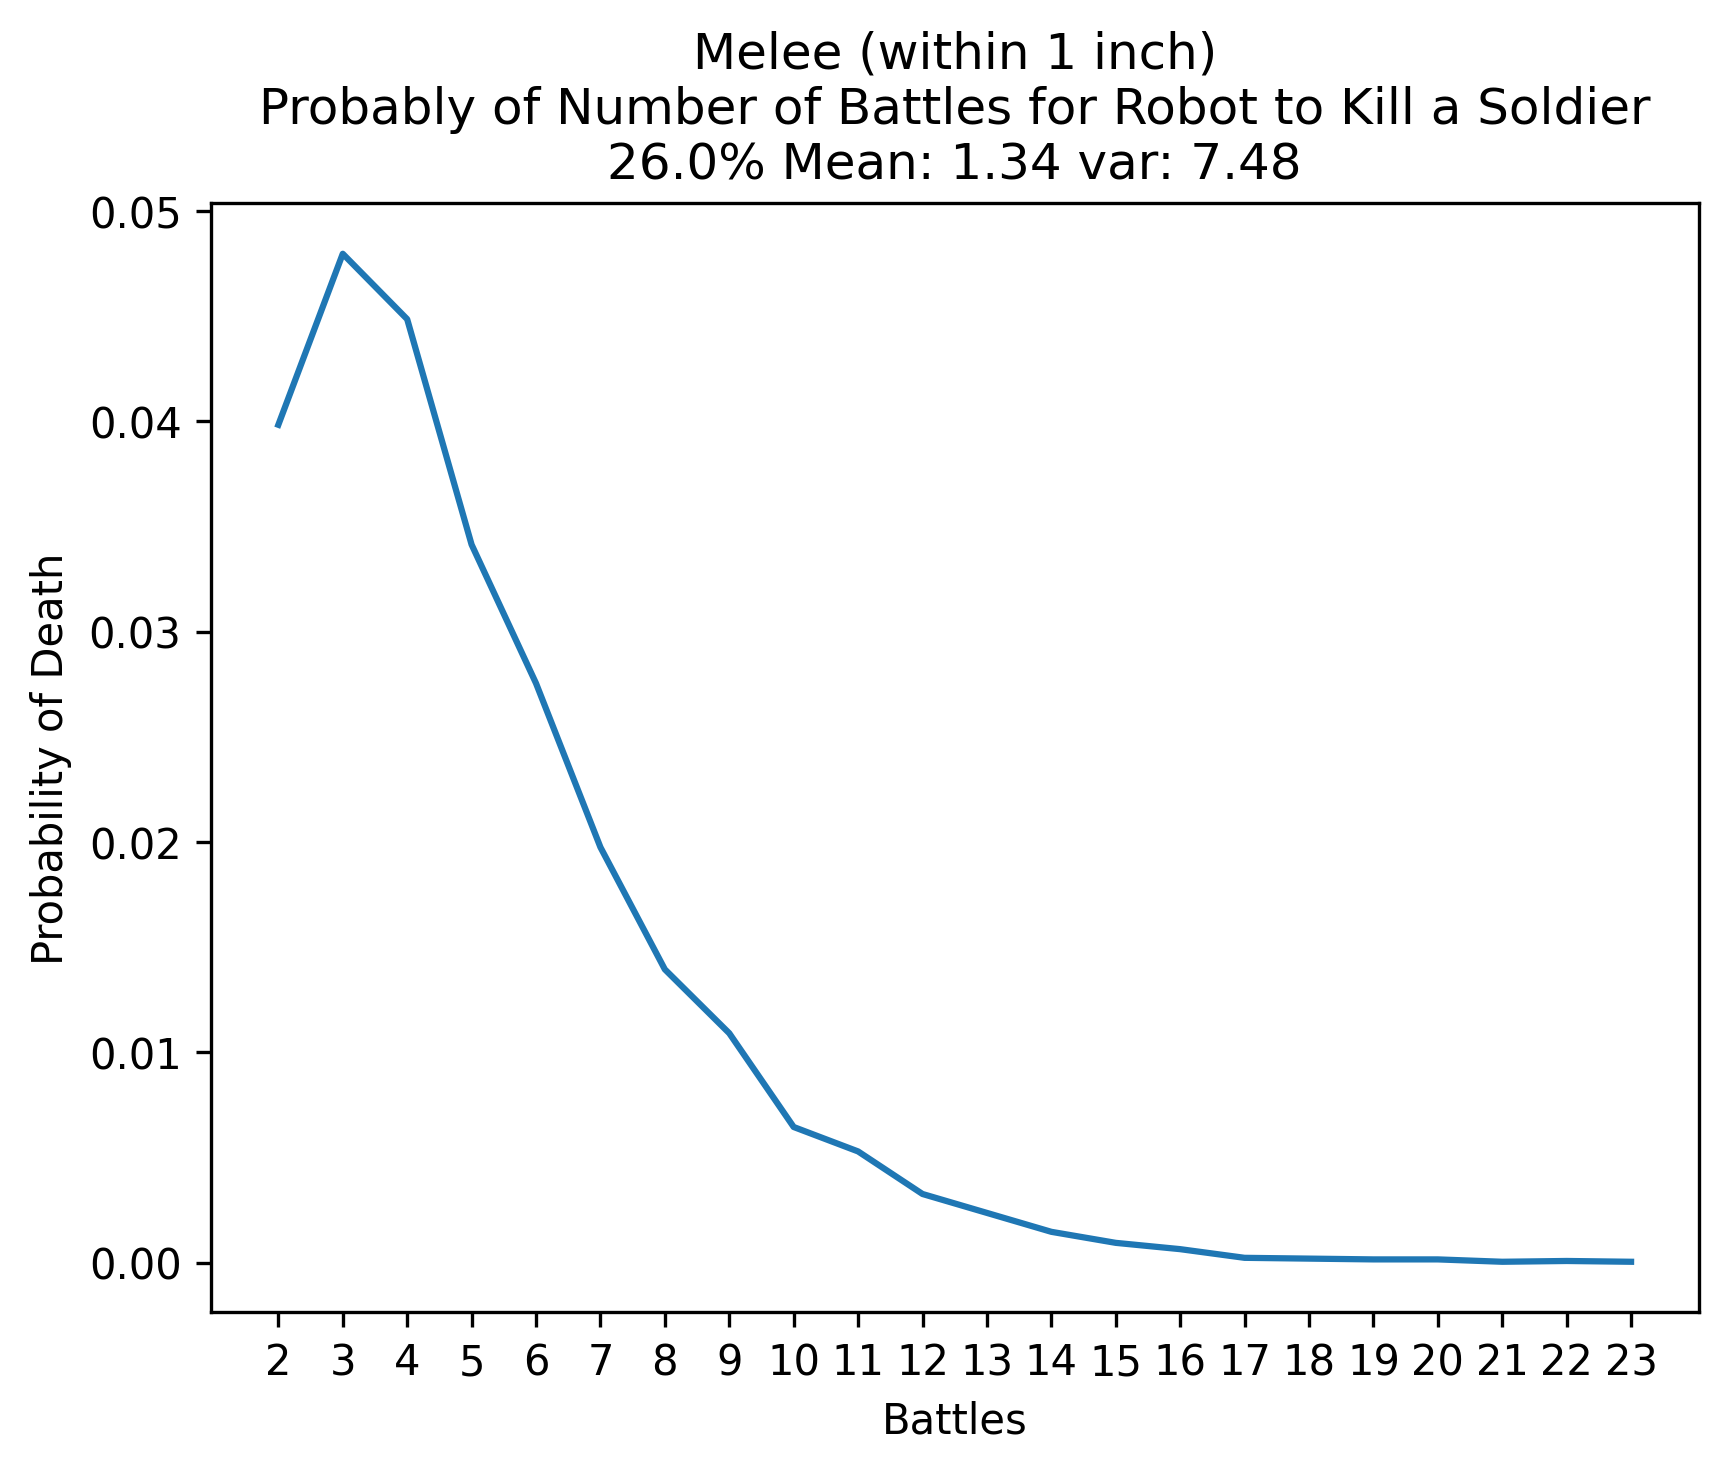 Melee (within 1 inch)
Probably of Number of Battles for Robot to Kill a Soldier
26.0% Mean: 1.34 var: 7.48
0.05
0.04
0.03
0.02
0.01
0.00
Probability of Death
2 3 4 5 6 7 8 9 10 11 12 13 14 15 16 17 18 19 20 21 22 23
Battles